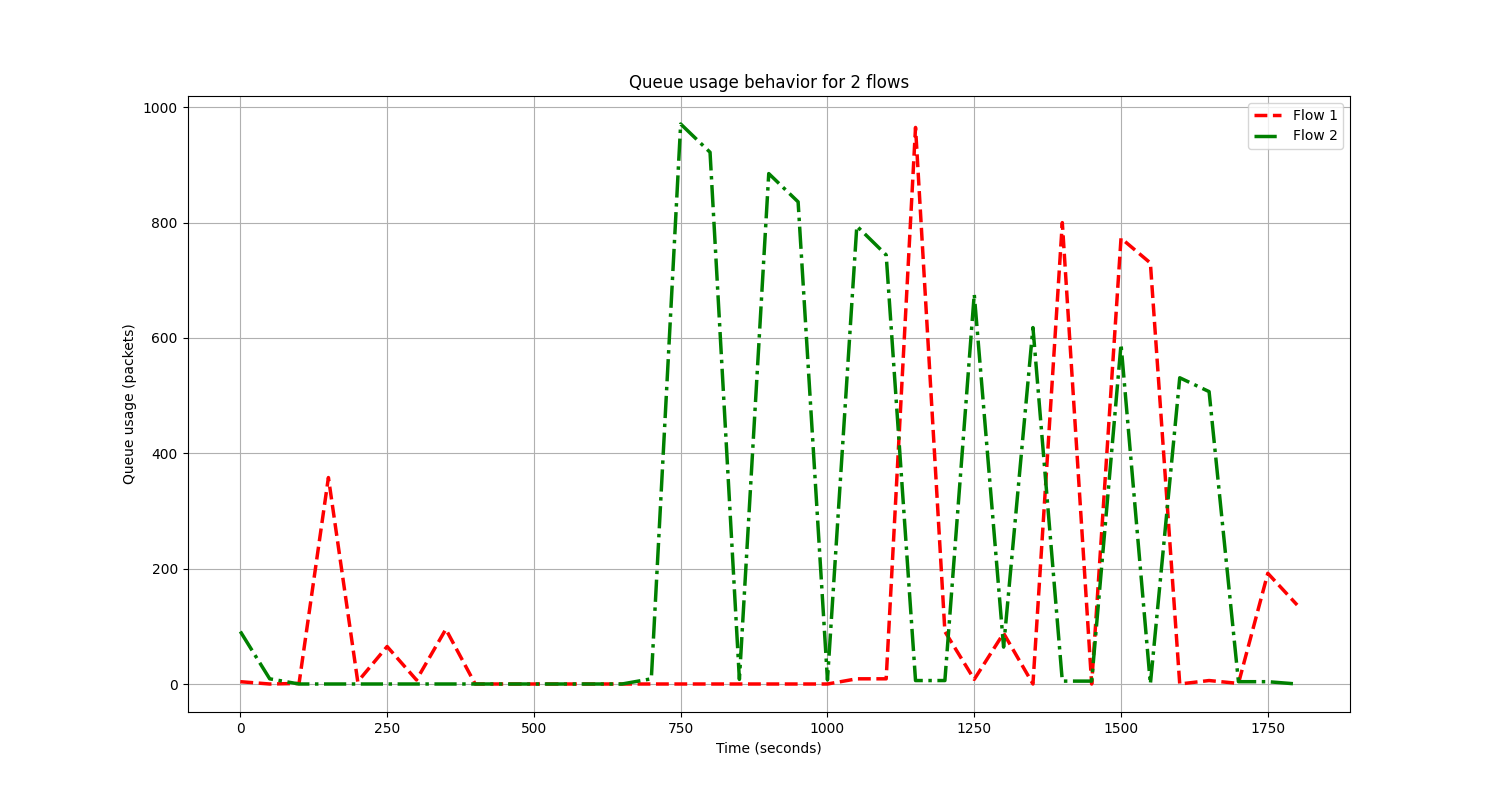 Queue usage behavior for 2 flows
Flow 1
Flow 2
Queue usage (packets)
1000
800
600
400
200
0
0 250 500 750 1000 1250 1500 1750
Time (seconds)